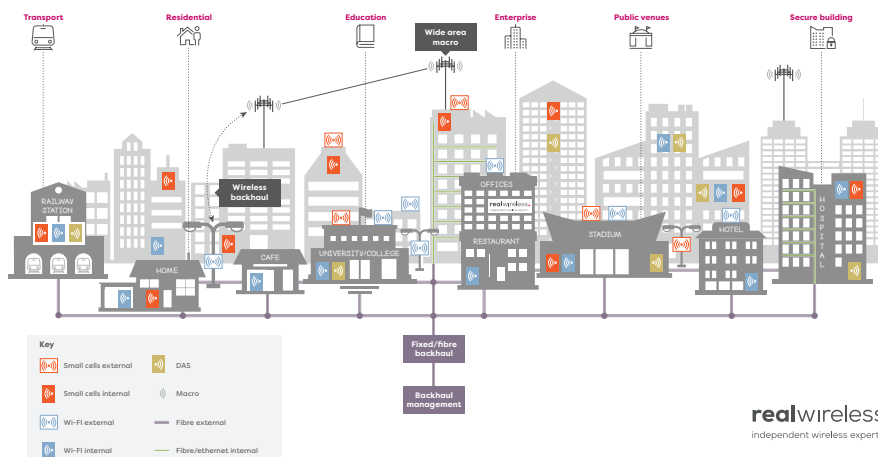 Transport
Residential
Education
Enterprise
Public venues
Secure building
Wide area
macro
Wireless
backhaul
RAILWAY
STATION
HOME
CAFE
UNIVERSITY/COLLEGE
OFFICES
realwireless
RESTAURANT
STADIUM
HOTEL
HOSPITAL
Fixed/fibre
backhaul
Backhaul
management
Key
Small cells external
DAS
Small cells internal
Macro
Wi-FI external
Fibre external
Wi-FI internal
Fibre/ethernet internal
realwireless
independent wireless expert